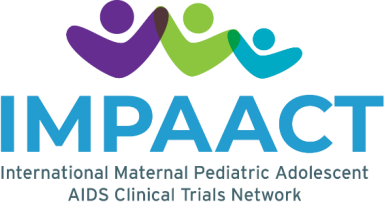 IMPAACT
International Maternal Pediatric Adolescent
AIDS Clinical Trials Network